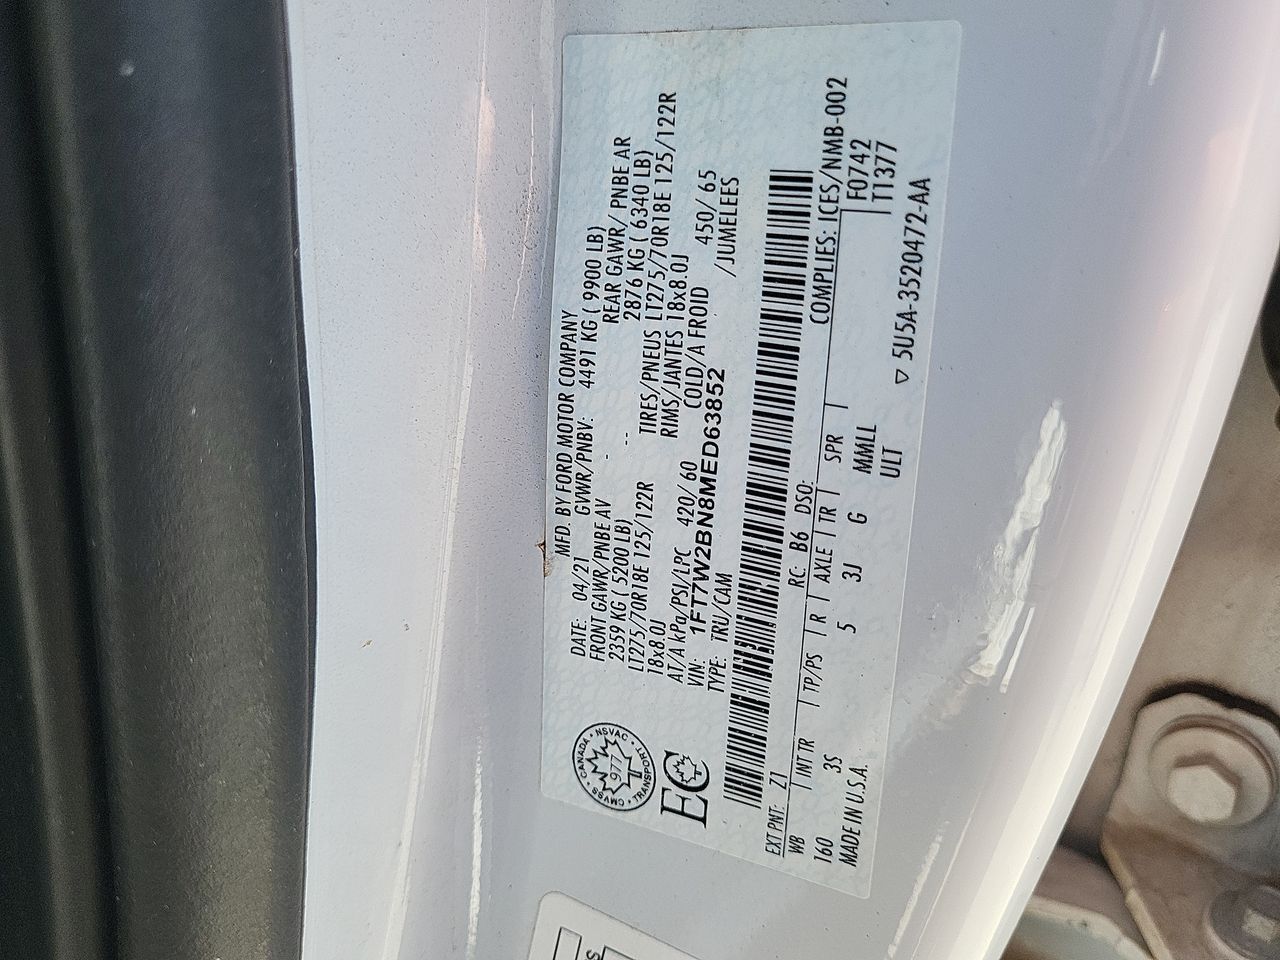 MFD. BY FORD MOTOR COMPANY
DATE: 04/21 GVWR/PNBV: 4491 KG ( 9900 LB)
FRONT GAWR/PNBE AV REAR GAWR/ PNBE AR
2359 KG ( 5200 LB) -- 2876 KG ( 6340 LB)
LT275/70R18E 125/122R TIRES/PNEUS LT275/70R18E 125/122R
18x8.0J RIMS/JANTES 18x8.0J
AT/A kPa/PSI/LPC 420/ 60 COLD/A FROID 450/ 65
VIN: 1FT7W2BN8MED63852 /JUMELEES
TYPE: TRU/CAM
CMVSS • CANADA • NSVAC • TRANSPORT
977
EC
COMPLIES: ICES/NMB-002
EXT PNT: Z1 RC: B6 DSO: F0742
WB INT TR TP/PS R AXLE TR SPR T1377
160 3S 5 3J G MMLL
MADE IN U.S.A. ULT
▽ 5U5A-3520472-AA
S